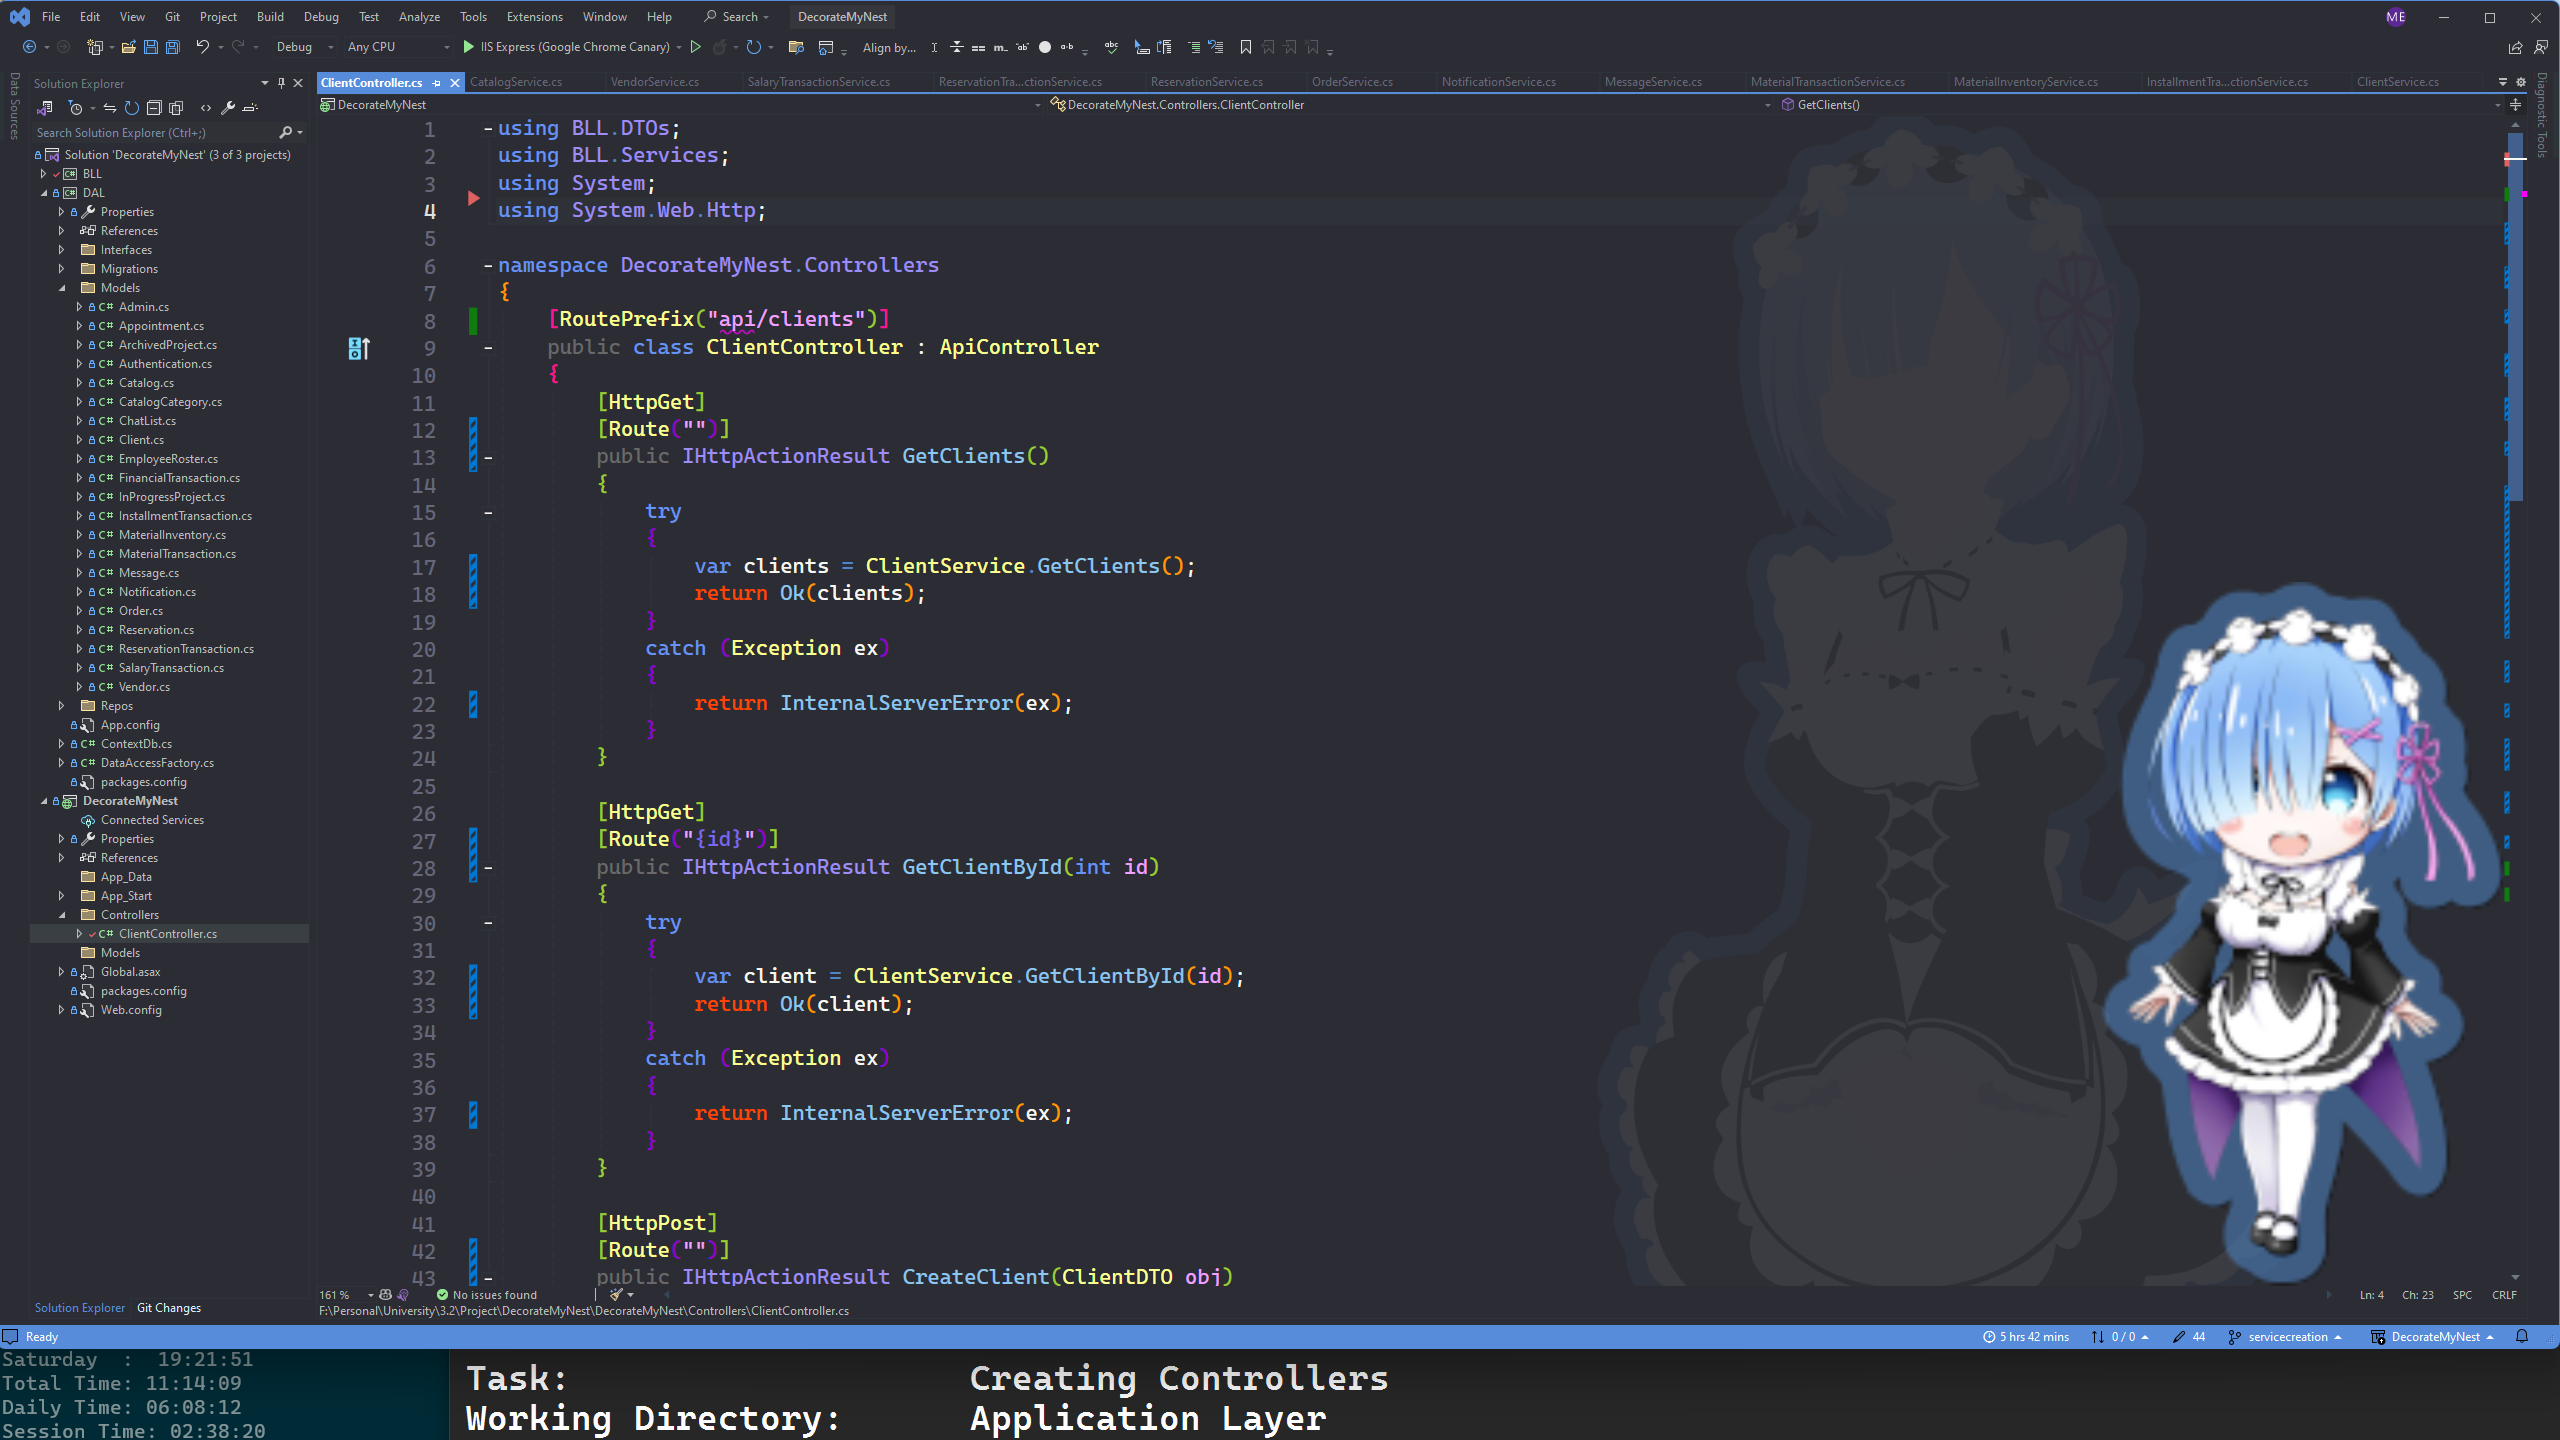 File Edit View Git Project Build Debug Test Analyze Tools Extensions Window Help Search DecorateMyNest ME
Debug Any CPU IIS Express (Google Chrome Canary) Align by...
Data Sources
Solution Explorer
Search Solution Explorer (Ctrl+;)
Solution 'DecorateMyNest' (3 of 3 projects)
BLL
DAL
Properties
References
Interfaces
Migrations
Models
C# Admin.cs
C# Appointment.cs
C# ArchivedProject.cs
C# Authentication.cs
C# Catalog.cs
C# CatalogCategory.cs
C# ChatList.cs
C# Client.cs
C# EmployeeRoster.cs
C# FinancialTransaction.cs
C# InProgressProject.cs
C# InstallmentTransaction.cs
C# MaterialInventory.cs
C# MaterialTransaction.cs
C# Message.cs
C# Notification.cs
C# Order.cs
C# Reservation.cs
C# ReservationTransaction.cs
C# SalaryTransaction.cs
C# Vendor.cs
Repos
App.config
C# ContextDb.cs
C# DataAccessFactory.cs
packages.config
DecorateMyNest
Connected Services
Properties
References
App_Data
App_Start
Controllers
C# ClientController.cs
Models
Global.asax
packages.config
Web.config
Solution Explorer Git Changes
ClientController.cs CatalogService.cs VendorService.cs SalaryTransactionService.cs ReservationTra...ctionService.cs ReservationService.cs OrderService.cs NotificationService.cs MessageService.cs MaterialTransactionService.cs MaterialInventoryService.cs InstallmentTra...ctionService.cs ClientService.cs
DecorateMyNest DecorateMyNest.Controllers.ClientController GetClients()
Diagnostic Tools
1 using BLL.DTOs;
2 using BLL.Services;
3 using System;
4 using System.Web.Http;
5
6 namespace DecorateMyNest.Controllers
7 {
8 [RoutePrefix("api/clients")]
9 public class ClientController : ApiController
10 {
11 [HttpGet]
12 [Route("")]
13 public IHttpActionResult GetClients()
14 {
15 try
16 {
17 var clients = ClientService.GetClients();
18 return Ok(clients);
19 }
20 catch (Exception ex)
21 {
22 return InternalServerError(ex);
23 }
24 }
25
26 [HttpGet]
27 [Route("{id}")]
28 public IHttpActionResult GetClientById(int id)
29 {
30 try
31 {
32 var client = ClientService.GetClientById(id);
33 return Ok(client);
34 }
35 catch (Exception ex)
36 {
37 return InternalServerError(ex);
38 }
39 }
40
41 [HttpPost]
42 [Route("")]
43 public IHttpActionResult CreateClient(ClientDTO obj)
161 % No issues found Ln: 4 Ch: 23 SPC CRLF
F:\Personal\University\3.2\Project\DecorateMyNest\DecorateMyNest\Controllers\ClientController.cs
Ready 5 hrs 42 mins 0 / 0 44 servicecreation DecorateMyNest
Saturday : 19:21:51
Total Time: 11:14:09
Daily Time: 06:08:12
Session Time: 02:38:20
Task: Creating Controllers
Working Directory: Application Layer